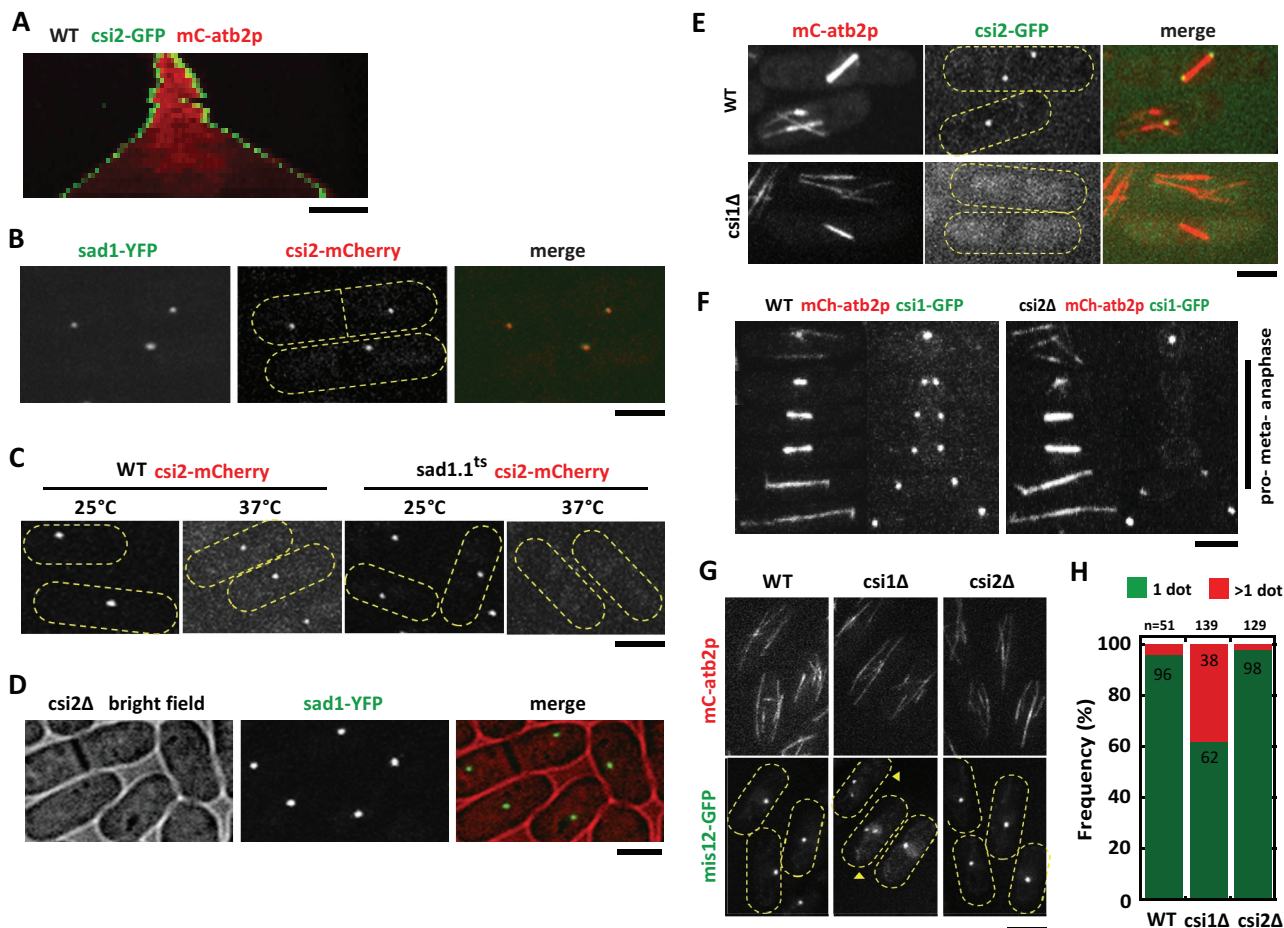 A
WT csi2-GFP mC-atb2p
B
sad1-YFP csi2-mCherry merge
C
WT csi2-mCherry sad1.1ts csi2-mCherry
25°C 37°C 25°C 37°C
D
csi2Δ bright field sad1-YFP merge
E
mC-atb2p csi2-GFP merge
WT
csi1Δ
F
WT mCh-atb2p csi1-GFP csi2Δ mCh-atb2p csi1-GFP
pro- meta- anaphase
G
WT csi1Δ csi2Δ
mC-atb2p
mis12-GFP
H
1 dot >1 dot
n=51 139 129
100
80
60
40
20
0
Frequency (%)
96 38 98
62
WT csi1Δ csi2Δ